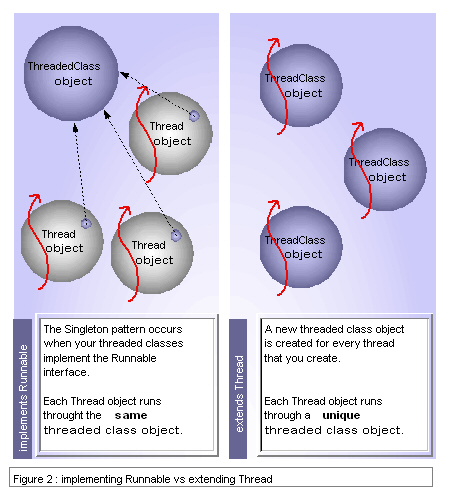 ThreadedClass
object
Thread
object
Thread
object
Thread
object
implements Runnable
The Singleton pattern occurs
when your threaded classes
implement the Runnable
interface.
Each Thread object runs
throught the same
threaded class object.
ThreadClass
object
ThreadClass
object
ThreadClass
object
extends Thread
A new threaded class object
is created for every thread
that you create.
Each Thread object runs
through a unique
threaded class object.
Figure 2 : implementing Runnable vs extending Thread